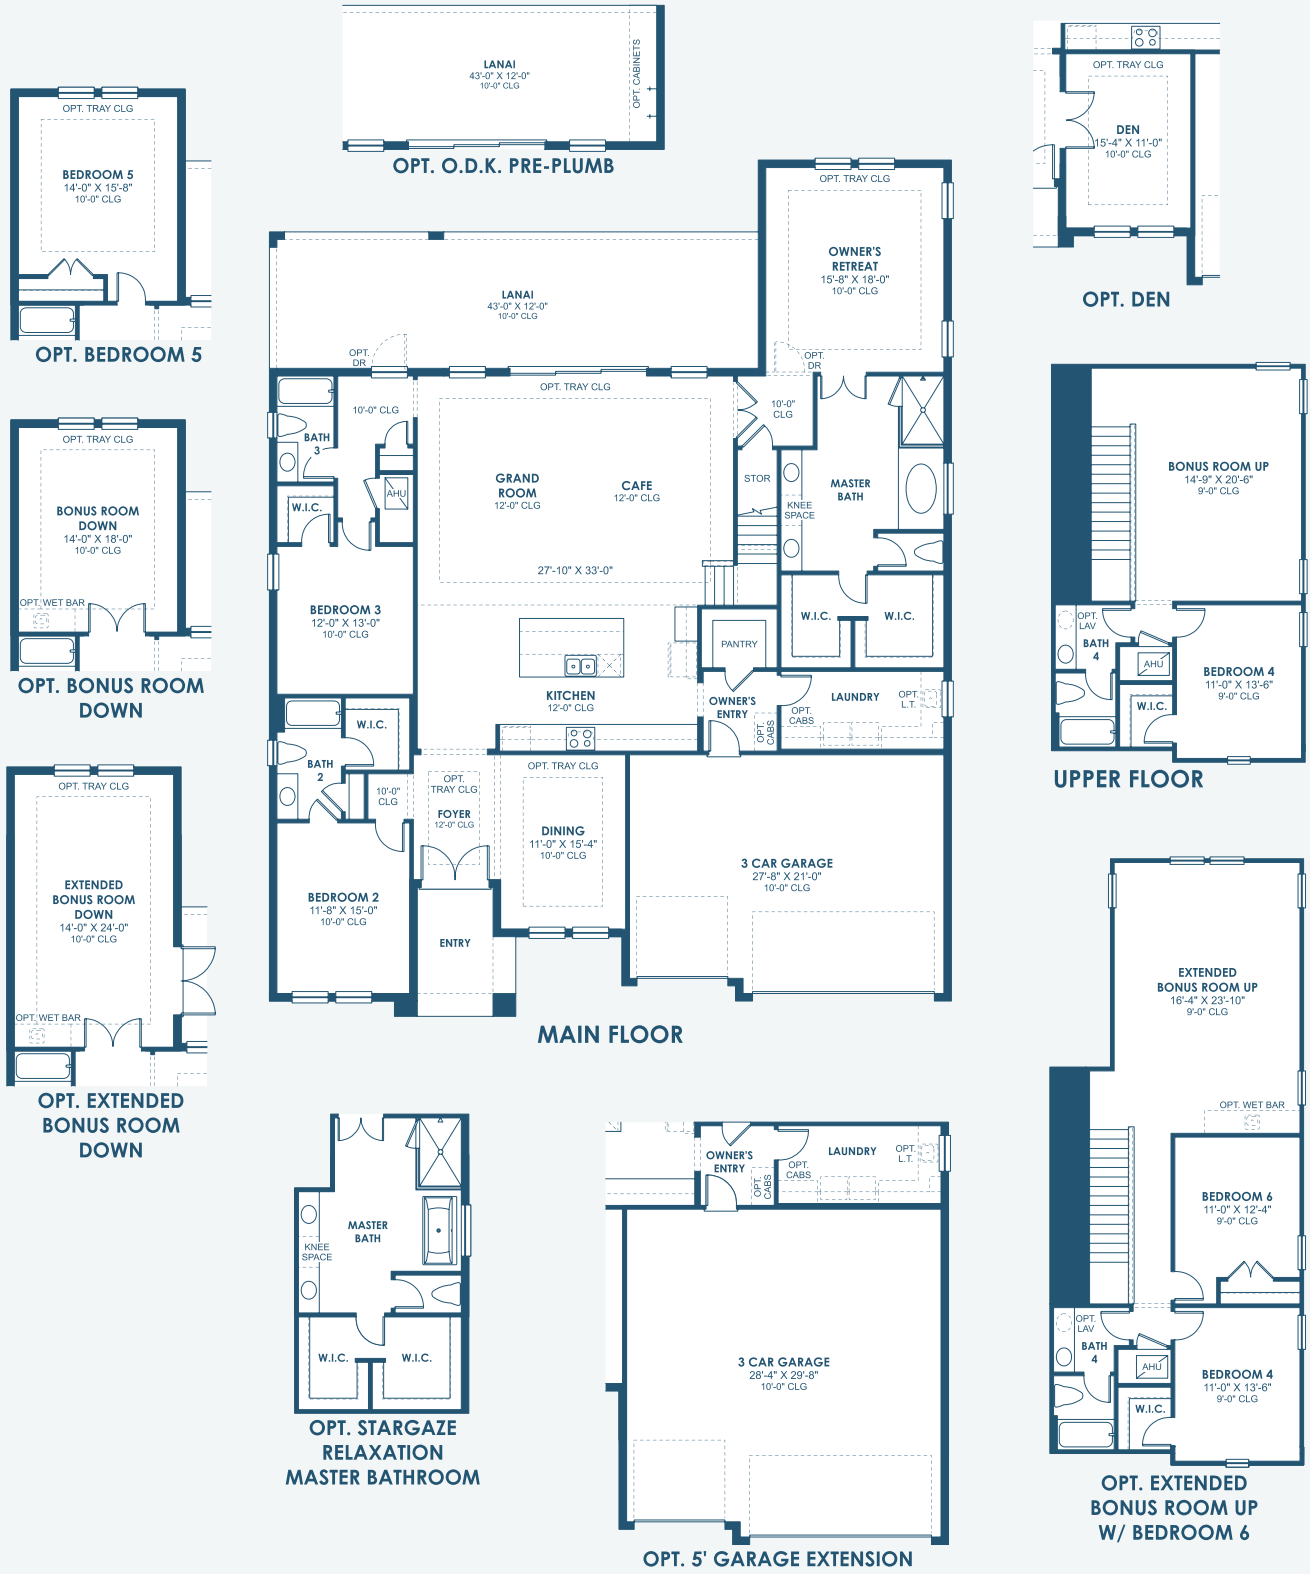 LANAI
43'-0" X 12'-0"
10'-0" CLG
OPT. CABINETS
OPT. O.D.K. PRE-PLUMB
OPT. TRAY CLG
BEDROOM 5
14'-0" X 15'-8"
10'-0" CLG
OPT. BEDROOM 5
OPT. TRAY CLG
BONUS ROOM
DOWN
14'-0" X 18'-0"
10'-0" CLG
OPT. WET BAR
OPT. BONUS ROOM
DOWN
OPT. TRAY CLG
EXTENDED
BONUS ROOM
DOWN
14'-0" X 24'-0"
10'-0" CLG
OPT. WET BAR
OPT. EXTENDED
BONUS ROOM
DOWN
OPT. TRAY CLG
OWNER'S
RETREAT
15'-8" X 18'-0"
10'-0" CLG
LANAI
43'-0" X 12'-0"
10'-0" CLG
OPT.
DR
OPT.
DR
OPT. TRAY CLG
10'-0" CLG
10'-0"
CLG
BATH
3
W.I.C.
AHU
GRAND
ROOM
12'-0" CLG
CAFE
12'-0" CLG
27'-10" X 33'-0"
STOR
KNEE
SPACE
MASTER
BATH
W.I.C.
W.I.C.
BEDROOM 3
12'-0" X 13'-0"
10'-0" CLG
PANTRY
KITCHEN
12'-0" CLG
OWNER'S
ENTRY
OPT.
CABS
OPT.
CABS
LAUNDRY
OPT.
L.T.
W.I.C.
BATH
2
10'-0"
CLG
OPT.
TRAY CLG
FOYER
12'-0" CLG
OPT. TRAY CLG
DINING
11'-0" X 15'-4"
10'-0" CLG
3 CAR GARAGE
27'-8" X 21'-0"
10'-0" CLG
BEDROOM 2
11'-8" X 15'-0"
10'-0" CLG
ENTRY
MAIN FLOOR
OPT. TRAY CLG
DEN
15'-4" X 11'-0"
10'-0" CLG
OPT. DEN
BONUS ROOM UP
14'-9" X 20'-6"
9'-0" CLG
OPT.
LAV
BATH
4
AHU
BEDROOM 4
11'-0" X 13'-6"
9'-0" CLG
W.I.C.
UPPER FLOOR
EXTENDED
BONUS ROOM UP
16'-4" X 23'-10"
9'-0" CLG
OPT. WET BAR
BEDROOM 6
11'-0" X 12'-4"
9'-0" CLG
OPT.
LAV
BATH
4
AHU
BEDROOM 4
11'-0" X 13'-6"
9'-0" CLG
W.I.C.
OPT. EXTENDED
BONUS ROOM UP
W/ BEDROOM 6
MASTER
BATH
KNEE
SPACE
W.I.C.
W.I.C.
OPT. STARGAZE
RELAXATION
MASTER BATHROOM
OWNER'S
ENTRY
OPT.
CABS
OPT.
CABS
LAUNDRY
OPT.
L.T.
3 CAR GARAGE
28'-4" X 29'-8"
10'-0" CLG
OPT. 5' GARAGE EXTENSION